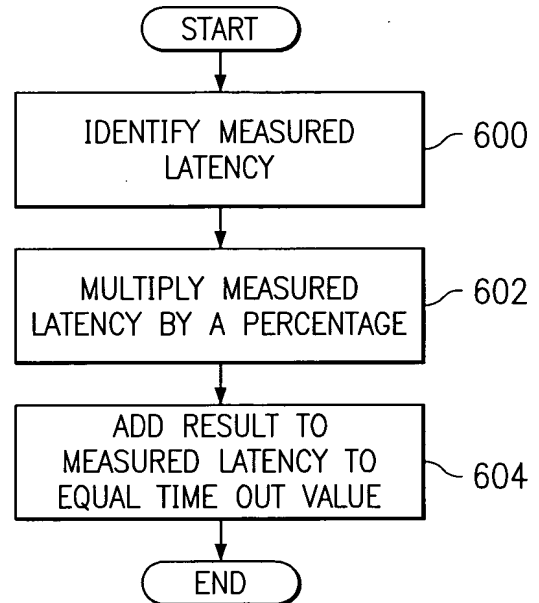 START
IDENTIFY MEASURED
LATENCY
600
MULTIPLY MEASURED
LATENCY BY A PERCENTAGE
602
ADD RESULT TO
MEASURED LATENCY TO
EQUAL TIME OUT VALUE
604
END